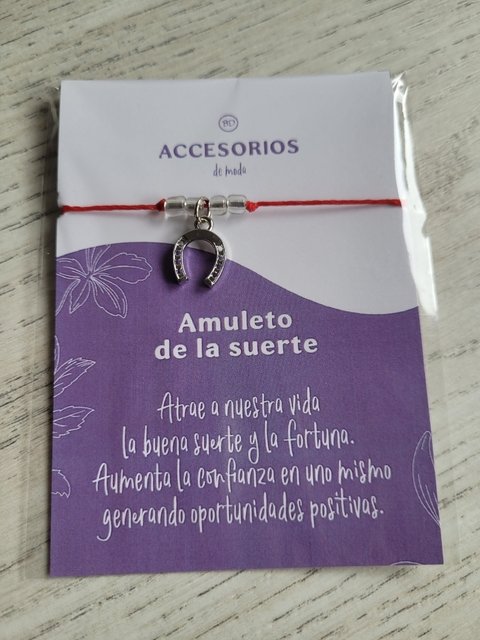 ACCESORIOS
de moda
Amuleto
de la suerte
Atrae a nuestra vida
la buena suerte y la fortuna.
Aumenta la confianza en uno mismo
generando oportunidades positivas.